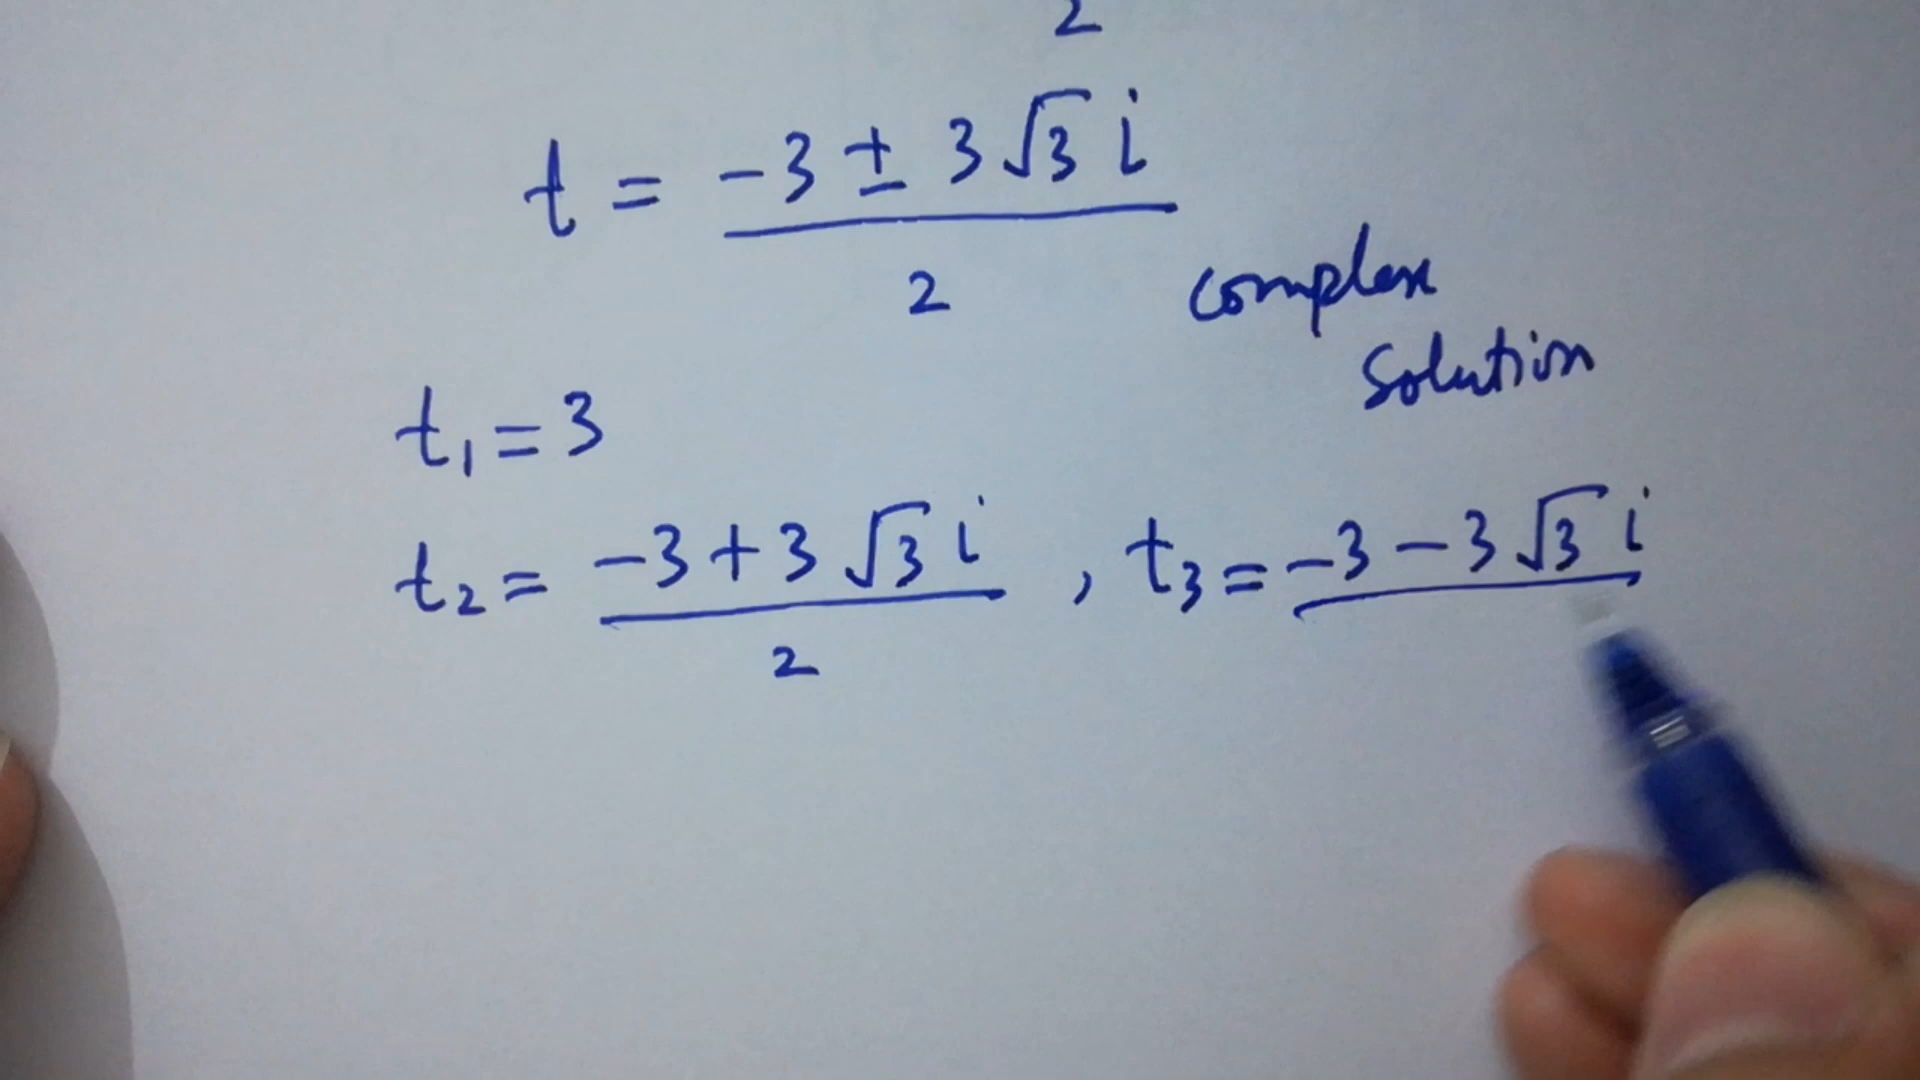 2
t = -3 ± 3√3 i
2
complex
solution
t₁ = 3
t₂ = -3 + 3√3 i , t₃ = -3 - 3√3 i
2